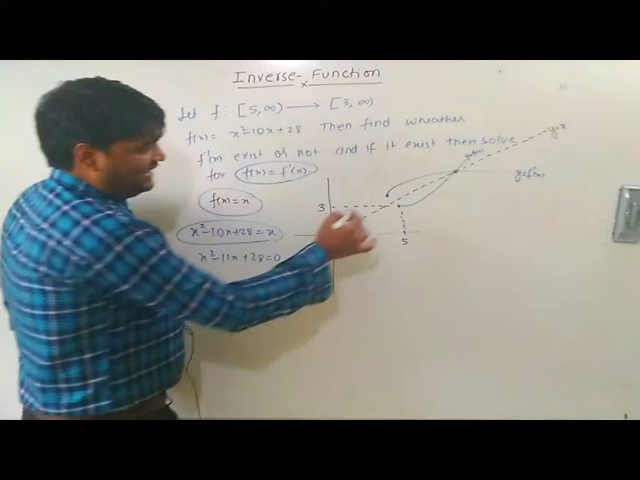 Inverse Function
Let f: [5,∞) → [3,∞)
f(x) = x²-10x+28 Then find wheather
f⁻¹(x) exist or not and if it exist then solve
for f(x) = f⁻¹(x)
f(x) = x
x²-10x+28 = x
x²-11x+28 = 0
y=x
3
5